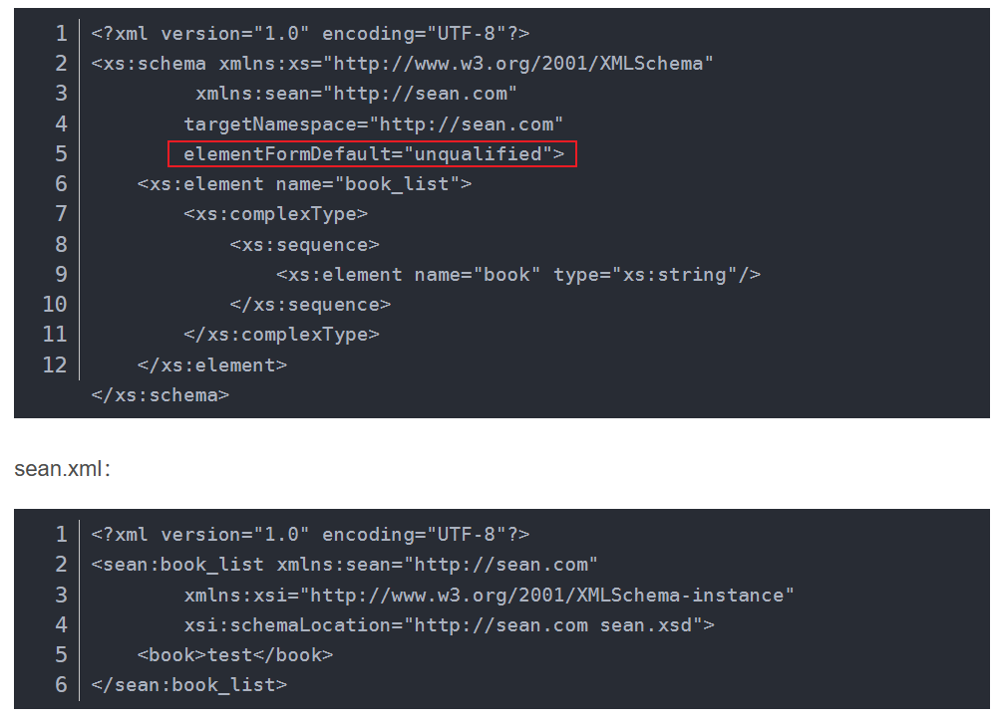 1 <?xml version="1.0" encoding="UTF-8"?>
2 <xs:schema xmlns:xs="http://www.w3.org/2001/XMLSchema"
3          xmlns:sean="http://sean.com"
4         targetNamespace="http://sean.com"
5         elementFormDefault="unqualified">
6     <xs:element name="book_list">
7         <xs:complexType>
8             <xs:sequence>
9                 <xs:element name="book" type="xs:string"/>
10             </xs:sequence>
11         </xs:complexType>
12     </xs:element>
</xs:schema>
sean.xml：
1 <?xml version="1.0" encoding="UTF-8"?>
2 <sean:book_list xmlns:sean="http://sean.com"
3         xmlns:xsi="http://www.w3.org/2001/XMLSchema-instance"
4         xsi:schemaLocation="http://sean.com sean.xsd">
5     <book>test</book>
6 </sean:book_list>